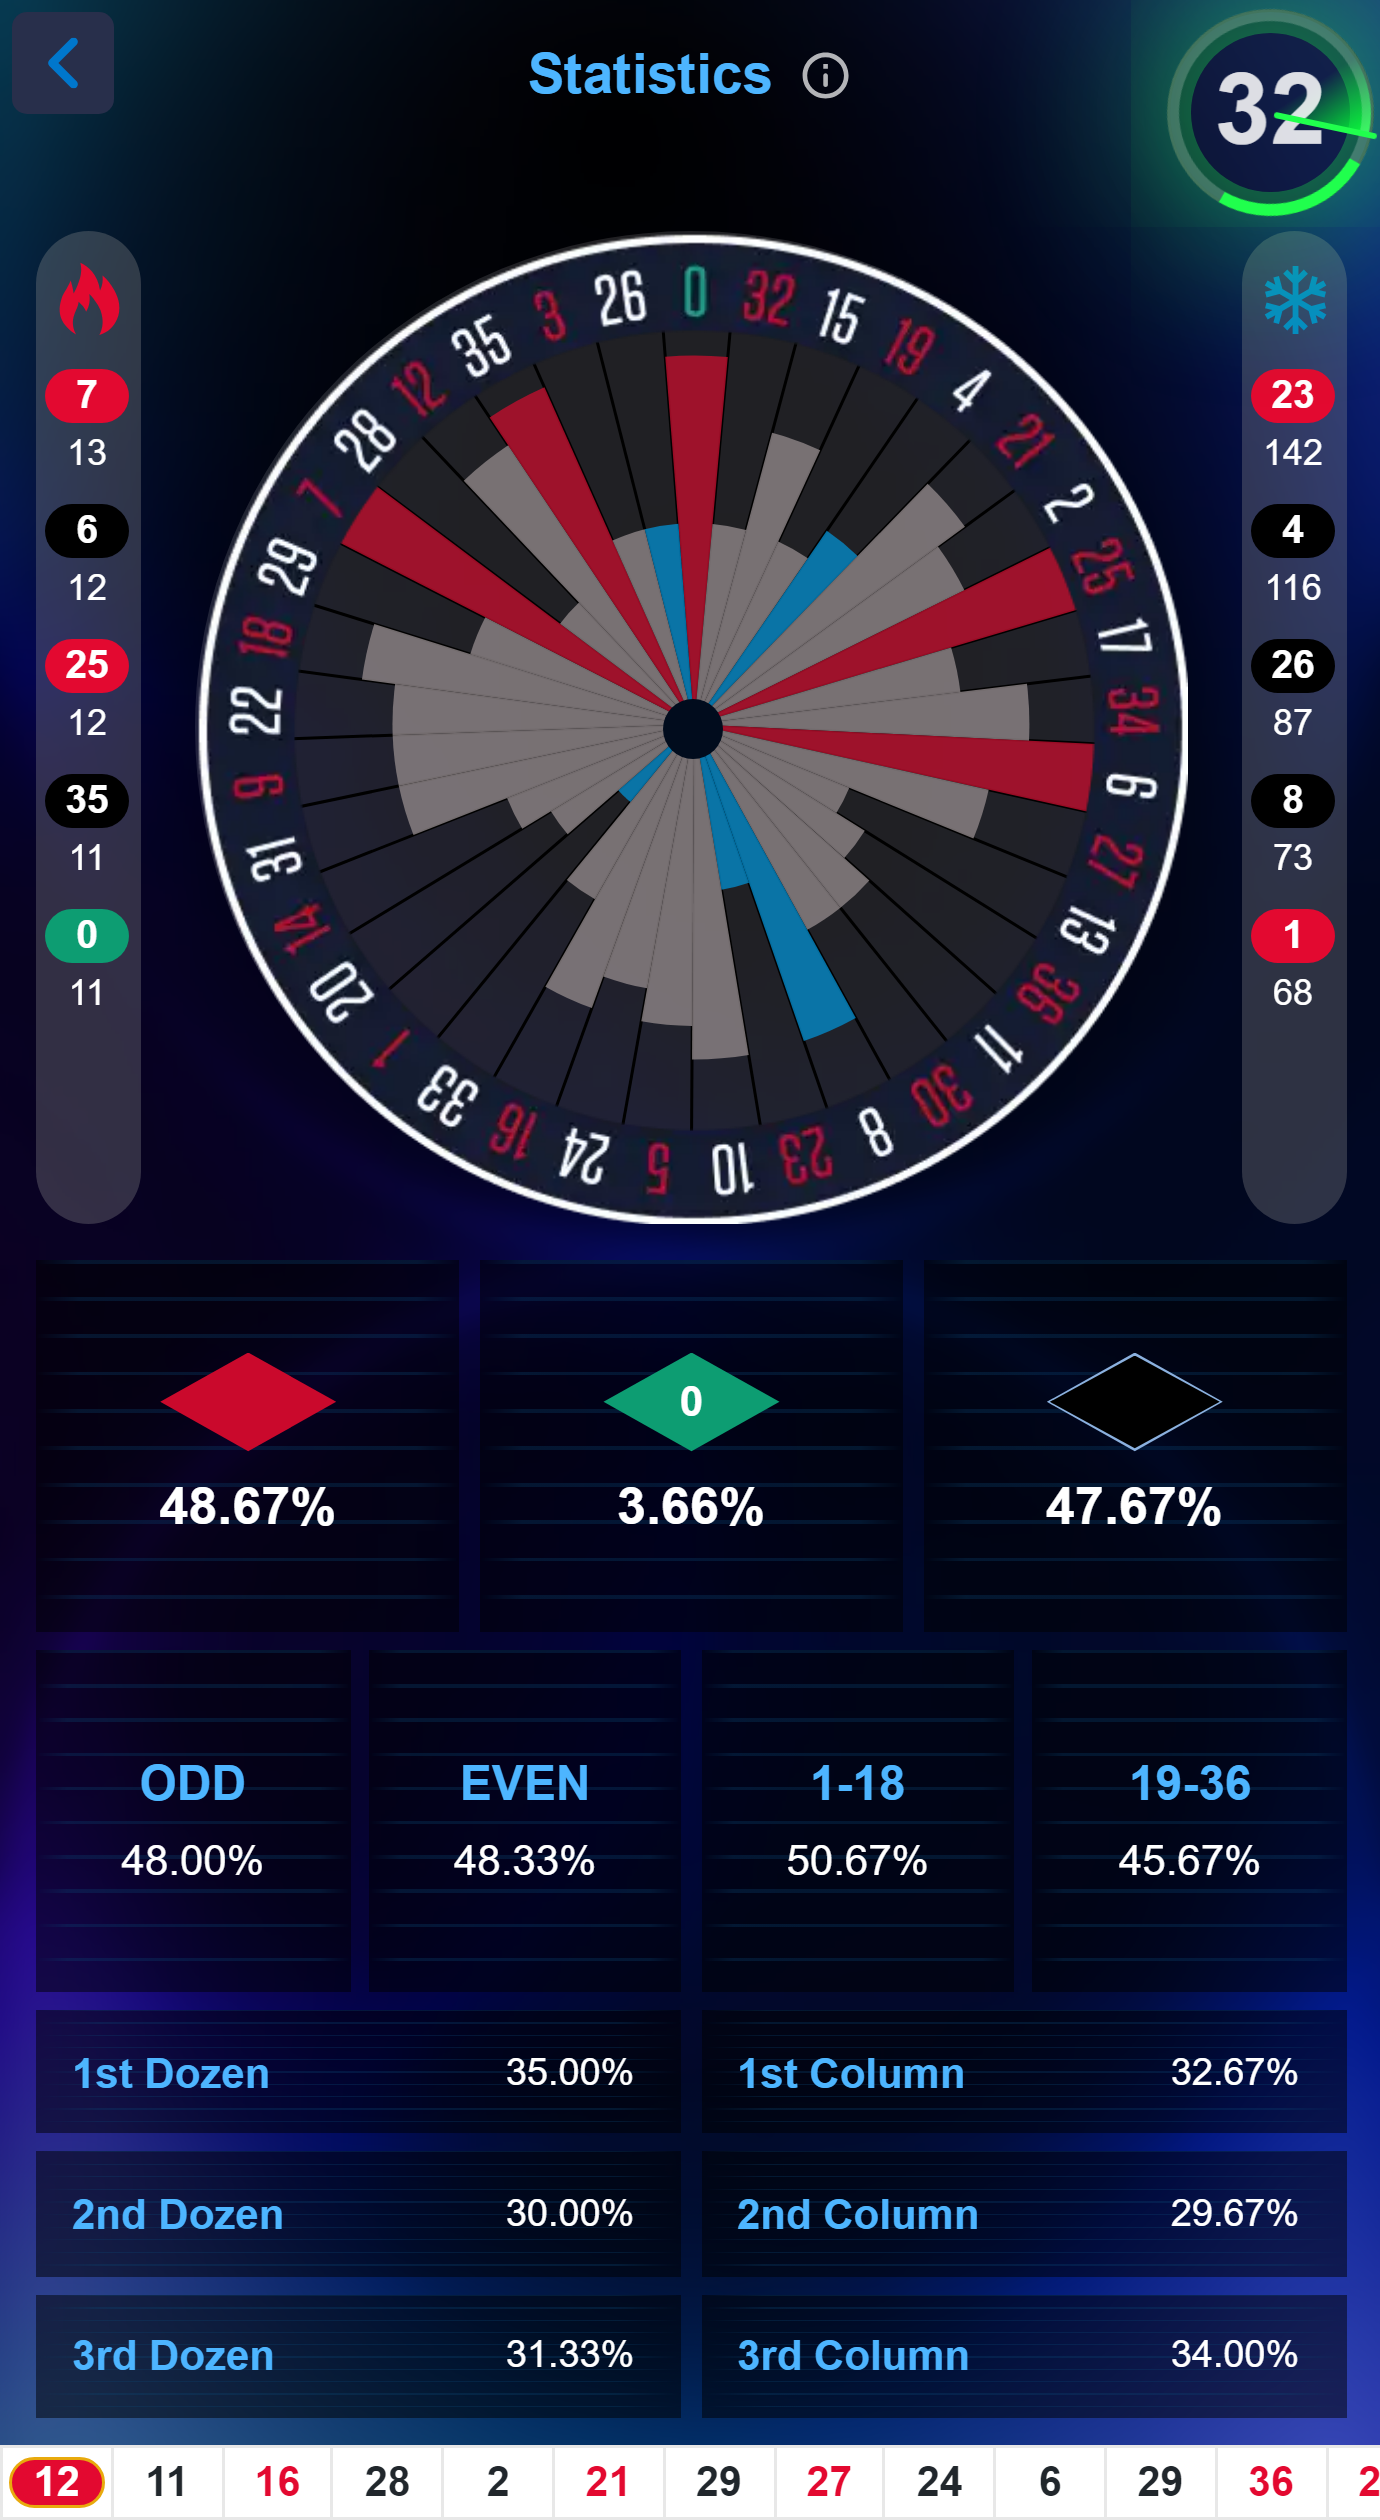 Statistics
32
7
13
6
12
25
12
35
11
0
11
0 32 15 19 4 21 2 25 17 34 6 27 13 36 11 30 8 23 10 5 24 16 33 1 20 14 31 9 22 18 29 7 28 12 35 3 26
23
142
4
116
26
87
8
73
1
68
0
48.67% 3.66% 47.67%
ODD EVEN 1-18 19-36
48.00% 48.33% 50.67% 45.67%
1st Dozen 35.00% 1st Column 32.67%
2nd Dozen 30.00% 2nd Column 29.67%
3rd Dozen 31.33% 3rd Column 34.00%
12 11 16 28 2 21 29 27 24 6 29 36